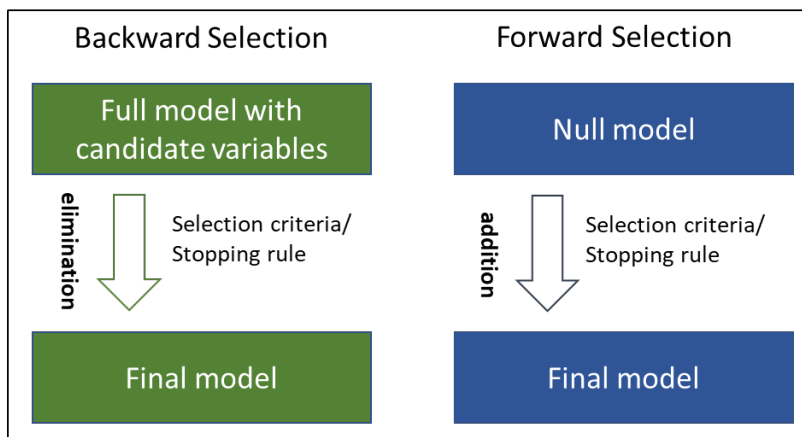 Backward Selection
Full model with
candidate variables
elimination
Selection criteria/
Stopping rule
Final model
Forward Selection
Null model
addition
Selection criteria/
Stopping rule
Final model